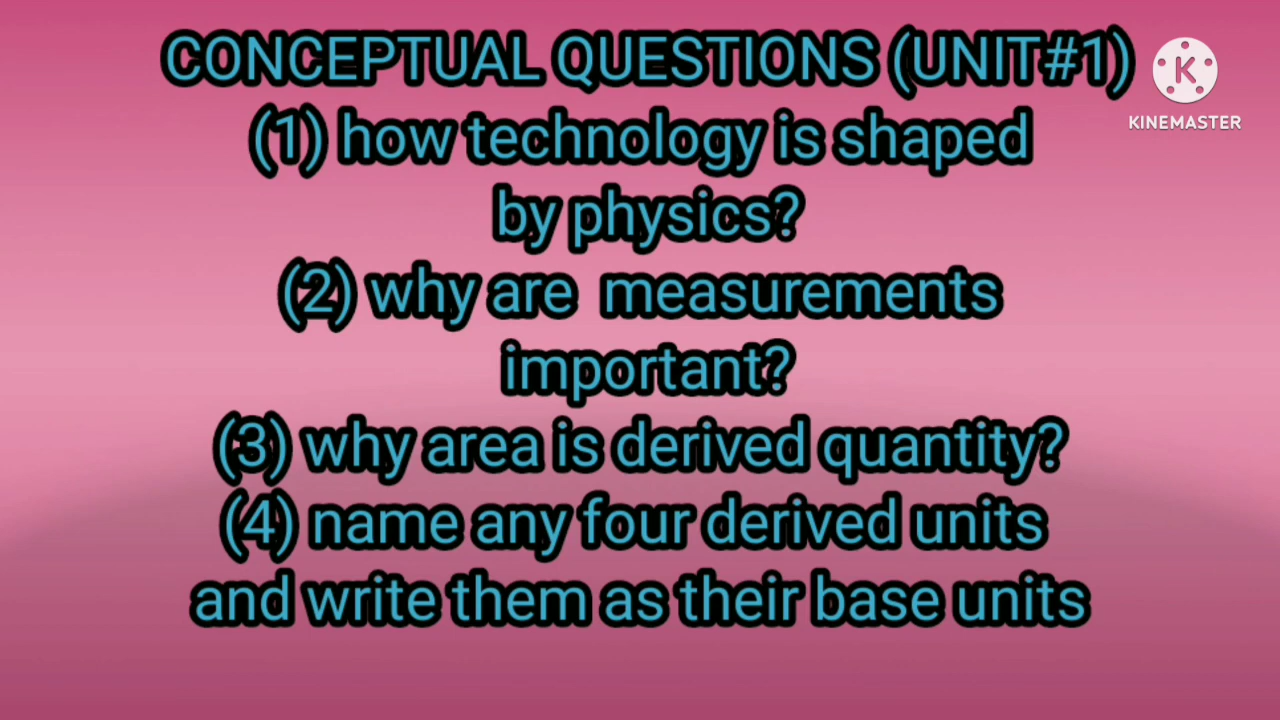 CONCEPTUAL QUESTIONS (UNIT#1)
(1) how technology is shaped
by physics?
(2) why are measurements
important?
(3) why area is derived quantity?
(4) name any four derived units
and write them as their base units
K
KINEMASTER